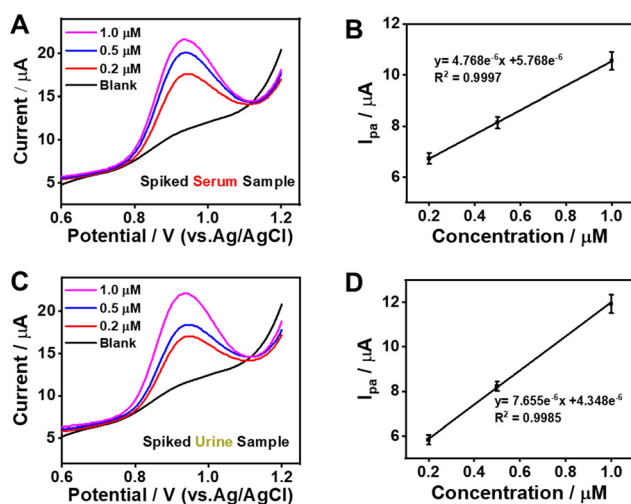 A
1.0 μM
0.5 μM
0.2 μM
Blank
Spiked Serum Sample
Current / μA
25
20
15
10
5
0.6
0.8
1.0
1.2
Potential / V (vs.Ag/AgCl)
B
y= 4.768e⁻⁶x +5.768e⁻⁶
R² = 0.9997
Iₚₐ / μA
12
10
8
6
0.2
0.4
0.6
0.8
1.0
Concentration / μM
C
1.0 μM
0.5 μM
0.2 μM
Blank
Spiked Urine Sample
Current / μA
25
20
15
10
5
0.6
0.8
1.0
1.2
Potential / V (vs.Ag/AgCl)
D
y= 7.655e⁻⁶x +4.348e⁻⁶
R² = 0.9985
Iₚₐ / μA
12
10
8
6
0.2
0.4
0.6
0.8
1.0
Concentration / μM